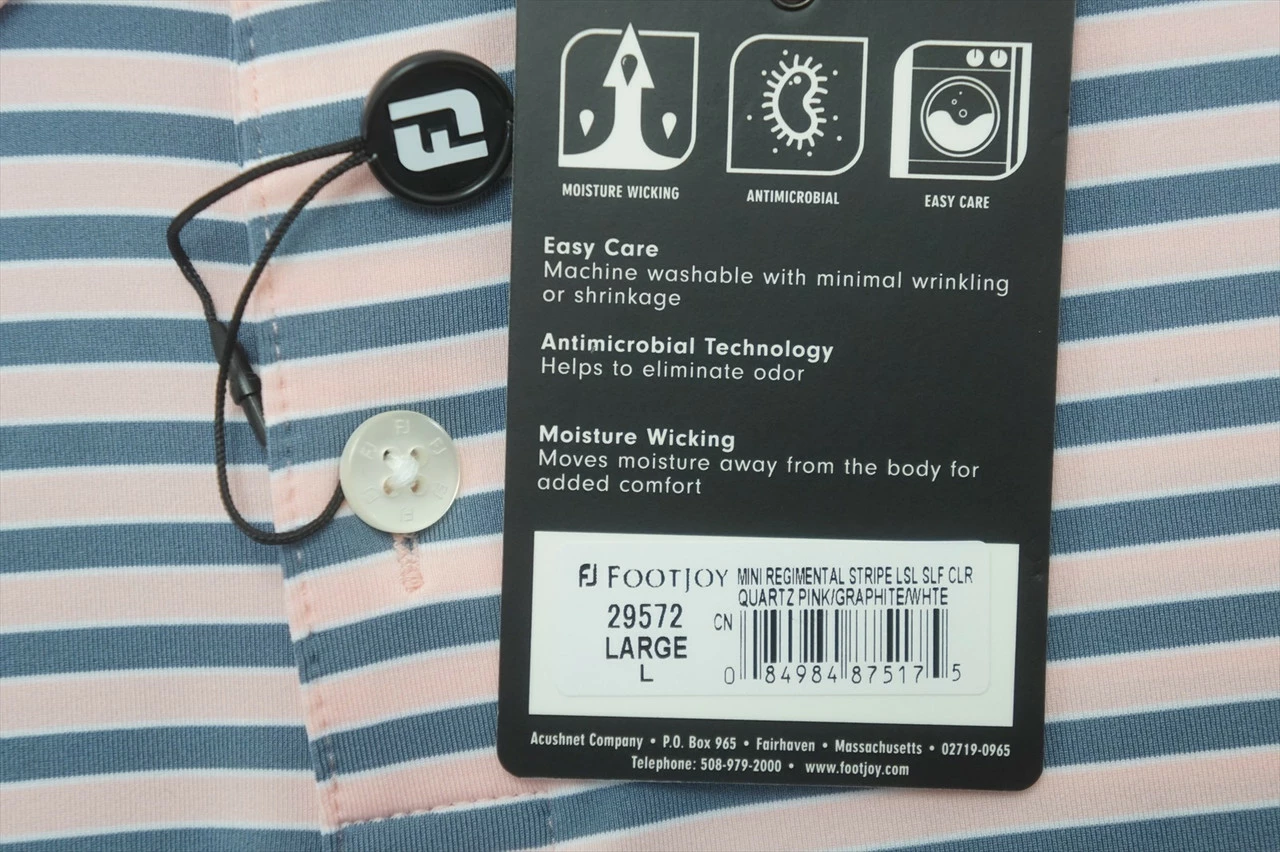 FJ
MOISTURE WICKING
ANTIMICROBIAL
EASY CARE
Easy Care
Machine washable with minimal wrinkling
or shrinkage
Antimicrobial Technology
Helps to eliminate odor
Moisture Wicking
Moves moisture away from the body for
added comfort
FJ FOOTJOY MINI REGIMENTAL STRIPE LSL SLF CLR
QUARTZ PINK/GRAPHITE/WHTE
29572 CN
LARGE
L
0 84984 87517 5
Acushnet Company • P.O. Box 965 • Fairhaven • Massachusetts • 02719-0965
Telephone: 508-979-2000 • www.footjoy.com